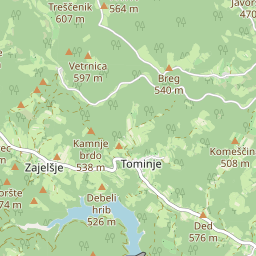 Treščenik
607 m
564 m
Javor
470
Vetrnica
597 m
Breg
540 m
Kamnje
brdo
538 m
Komeščin
508 m
Zajelšje
Tominje
Debeli
hrib
526 m
Ded
576 m